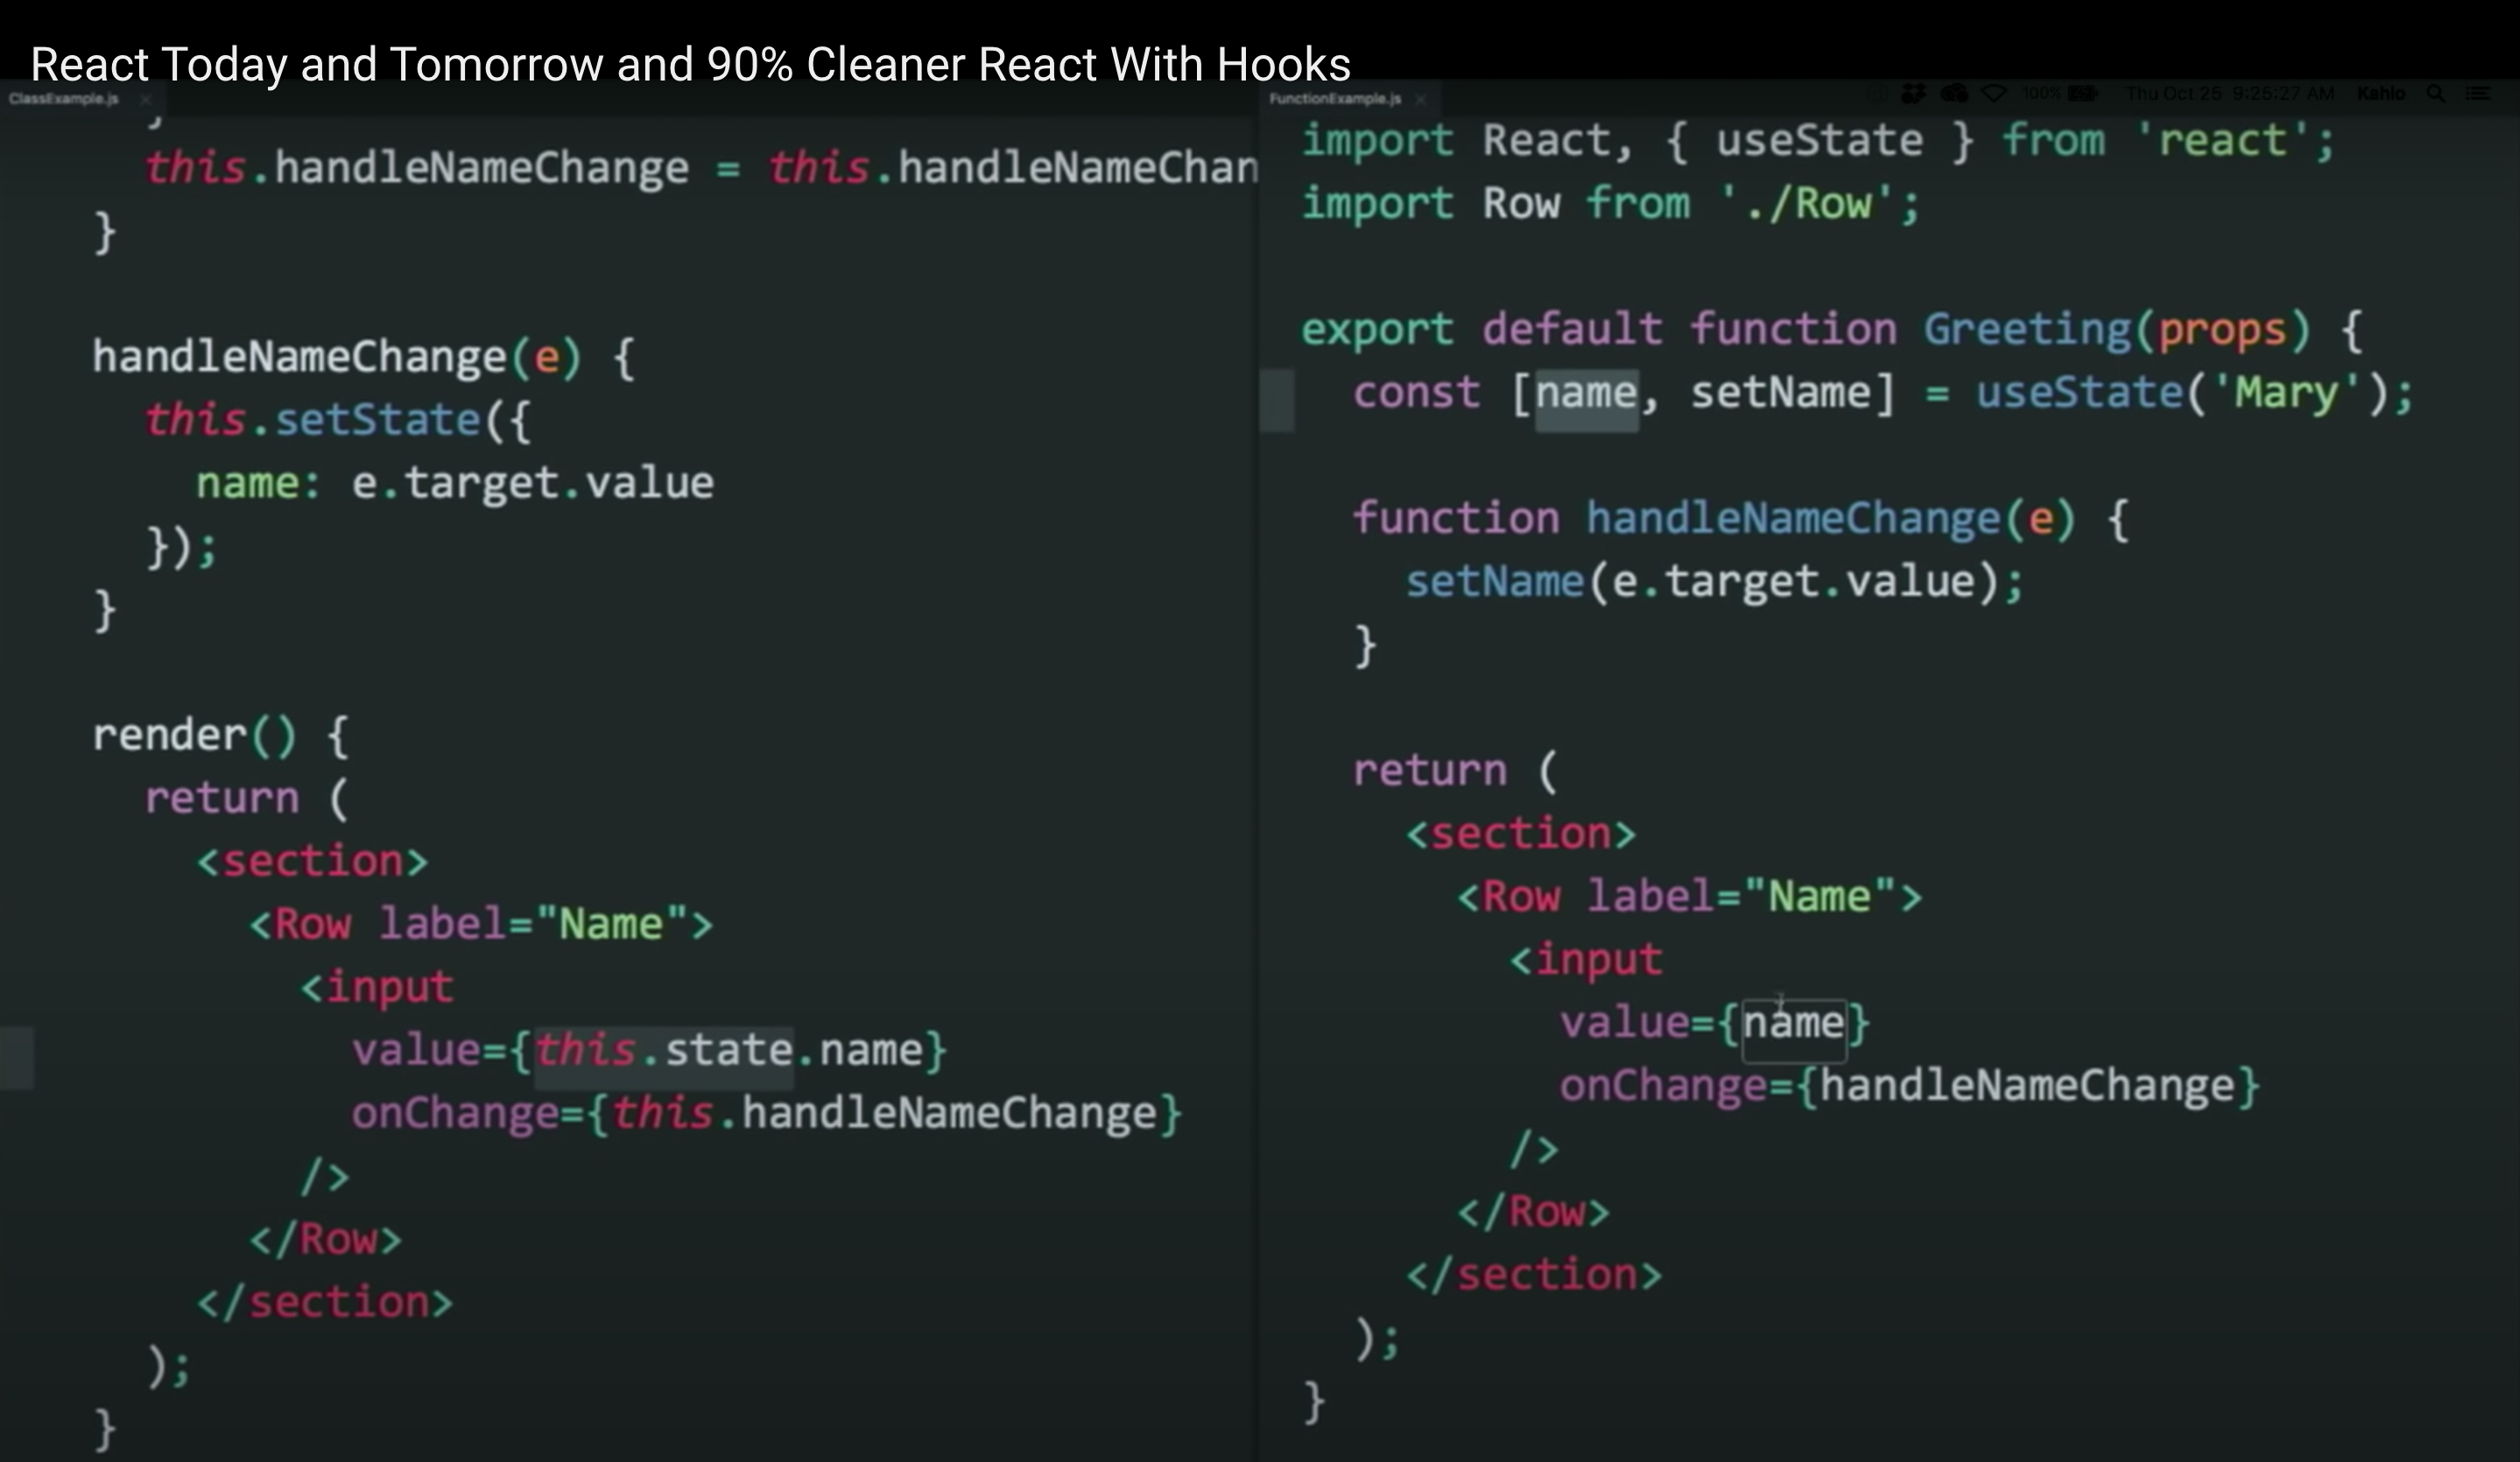 React Today and Tomorrow and 90% Cleaner React With Hooks
ClassExample.js
    this.handleNameChange = this.handleNameChan
  }

  handleNameChange(e) {
    this.setState({
      name: e.target.value
    });
  }

  render() {
    return (
      <section>
        <Row label="Name">
          <input
            value={this.state.name}
            onChange={this.handleNameChange}
          />
        </Row>
      </section>
    );
  }
FunctionExample.js
100% Thu Oct 25 9:25:27 AM Kahlo
import React, { useState } from 'react';
import Row from './Row';

export default function Greeting(props) {
  const [name, setName] = useState('Mary');

  function handleNameChange(e) {
    setName(e.target.value);
  }

  return (
    <section>
      <Row label="Name">
        <input
          value={name}
          onChange={handleNameChange}
        />
      </Row>
    </section>
  );
}